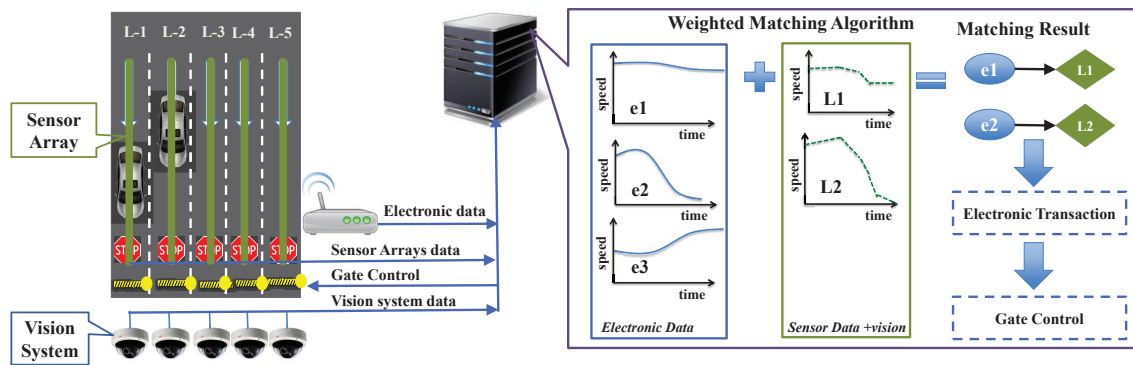 L-1 L-2 L-3 L-4 L-5
Sensor
Array
STOP STOP STOP STOP STOP
Electronic data
Sensor Arrays data
Gate Control
Vision system data
Vision
System
Weighted Matching Algorithm
speed
e1
time
speed
e2
time
speed
e3
time
Electronic Data
speed
L1
time
speed
L2
time
Sensor Data +vision
Matching Result
e1 L1
e2 L2
Electronic Transaction
Gate Control